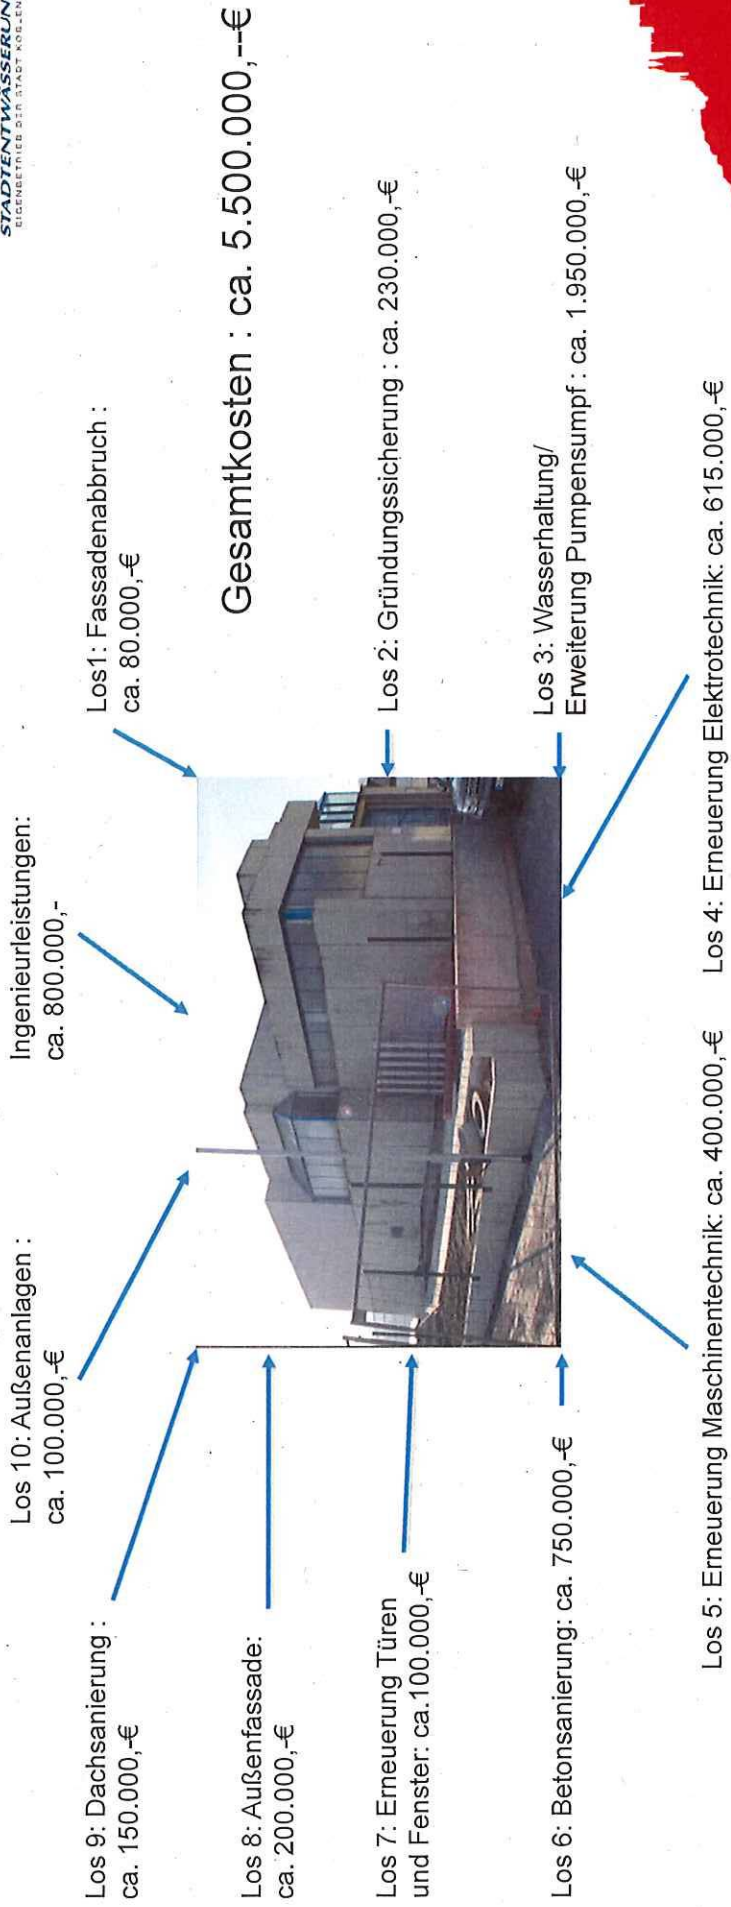 STADTENTWÄSSERUN
EIGENBETRIEB DER STADT KOBLENZ
Los 10: Außenanlagen :
ca. 100.000,-€
Ingenieurleistungen:
ca. 800.000,-
Los1: Fassadenabbruch :
ca. 80.000,-€
Gesamtkosten : ca. 5.500.000,--€
Los 9: Dachsanierung :
ca. 150.000,-€
Los 8: Außenfassade:
ca. 200.000,-€
Los 2: Gründungssicherung : ca. 230.000,-€
Los 7: Erneuerung Türen
und Fenster: ca.100.000,-€
Los 3: Wasserhaltung/
Erweiterung Pumpensumpf : ca. 1.950.000,-€
Los 6: Betonsanierung: ca. 750.000,-€
Los 5: Erneuerung Maschinentechnik: ca. 400.000,-€
Los 4: Erneuerung Elektrotechnik: ca. 615.000,-€